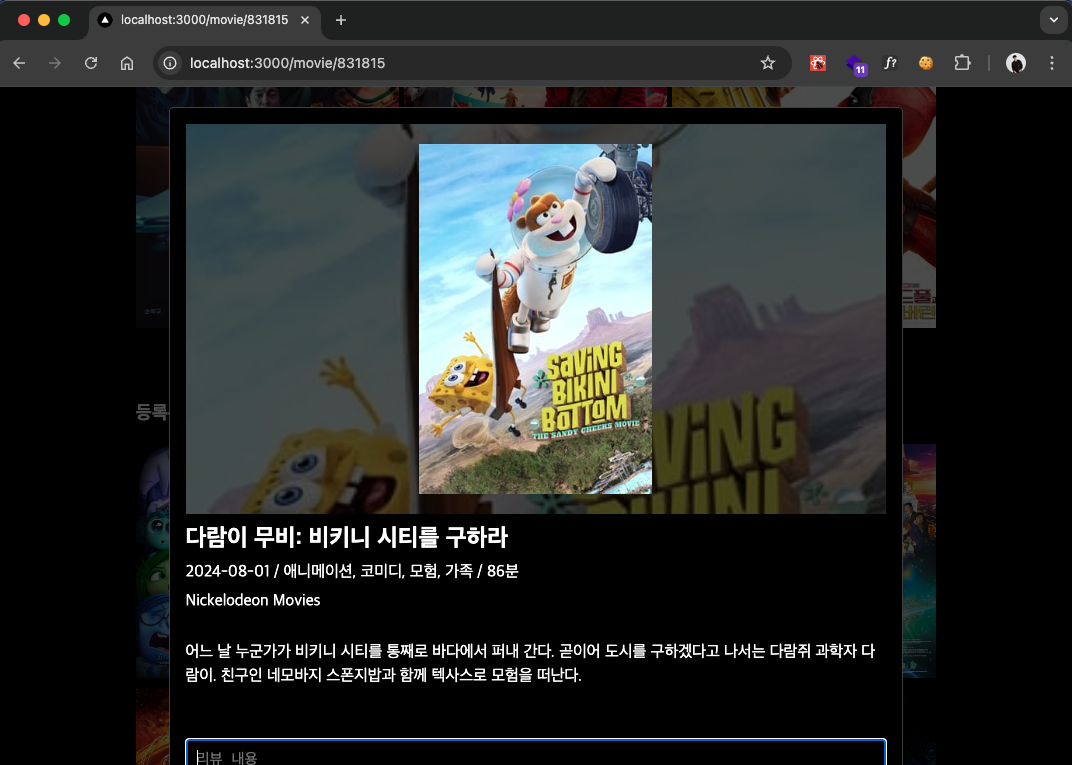 localhost:3000/movie/831815
localhost:3000/movie/831815
11
f?
등록
SAVING
BIKINI
BOTTOM
THE SANDY CHEEKS MOVIE
SAVING
BIKINI
다람이 무비: 비키니 시티를 구하라
2024-08-01 / 애니메이션, 코미디, 모험, 가족 / 86분
Nickelodeon Movies
어느 날 누군가가 비키니 시티를 통째로 바다에서 퍼내 간다. 곧이어 도시를 구하겠다고 나서는 다람쥐 과학자 다
람이. 친구인 네모바지 스폰지밥과 함께 텍사스로 모험을 떠난다.
리뷰 내용